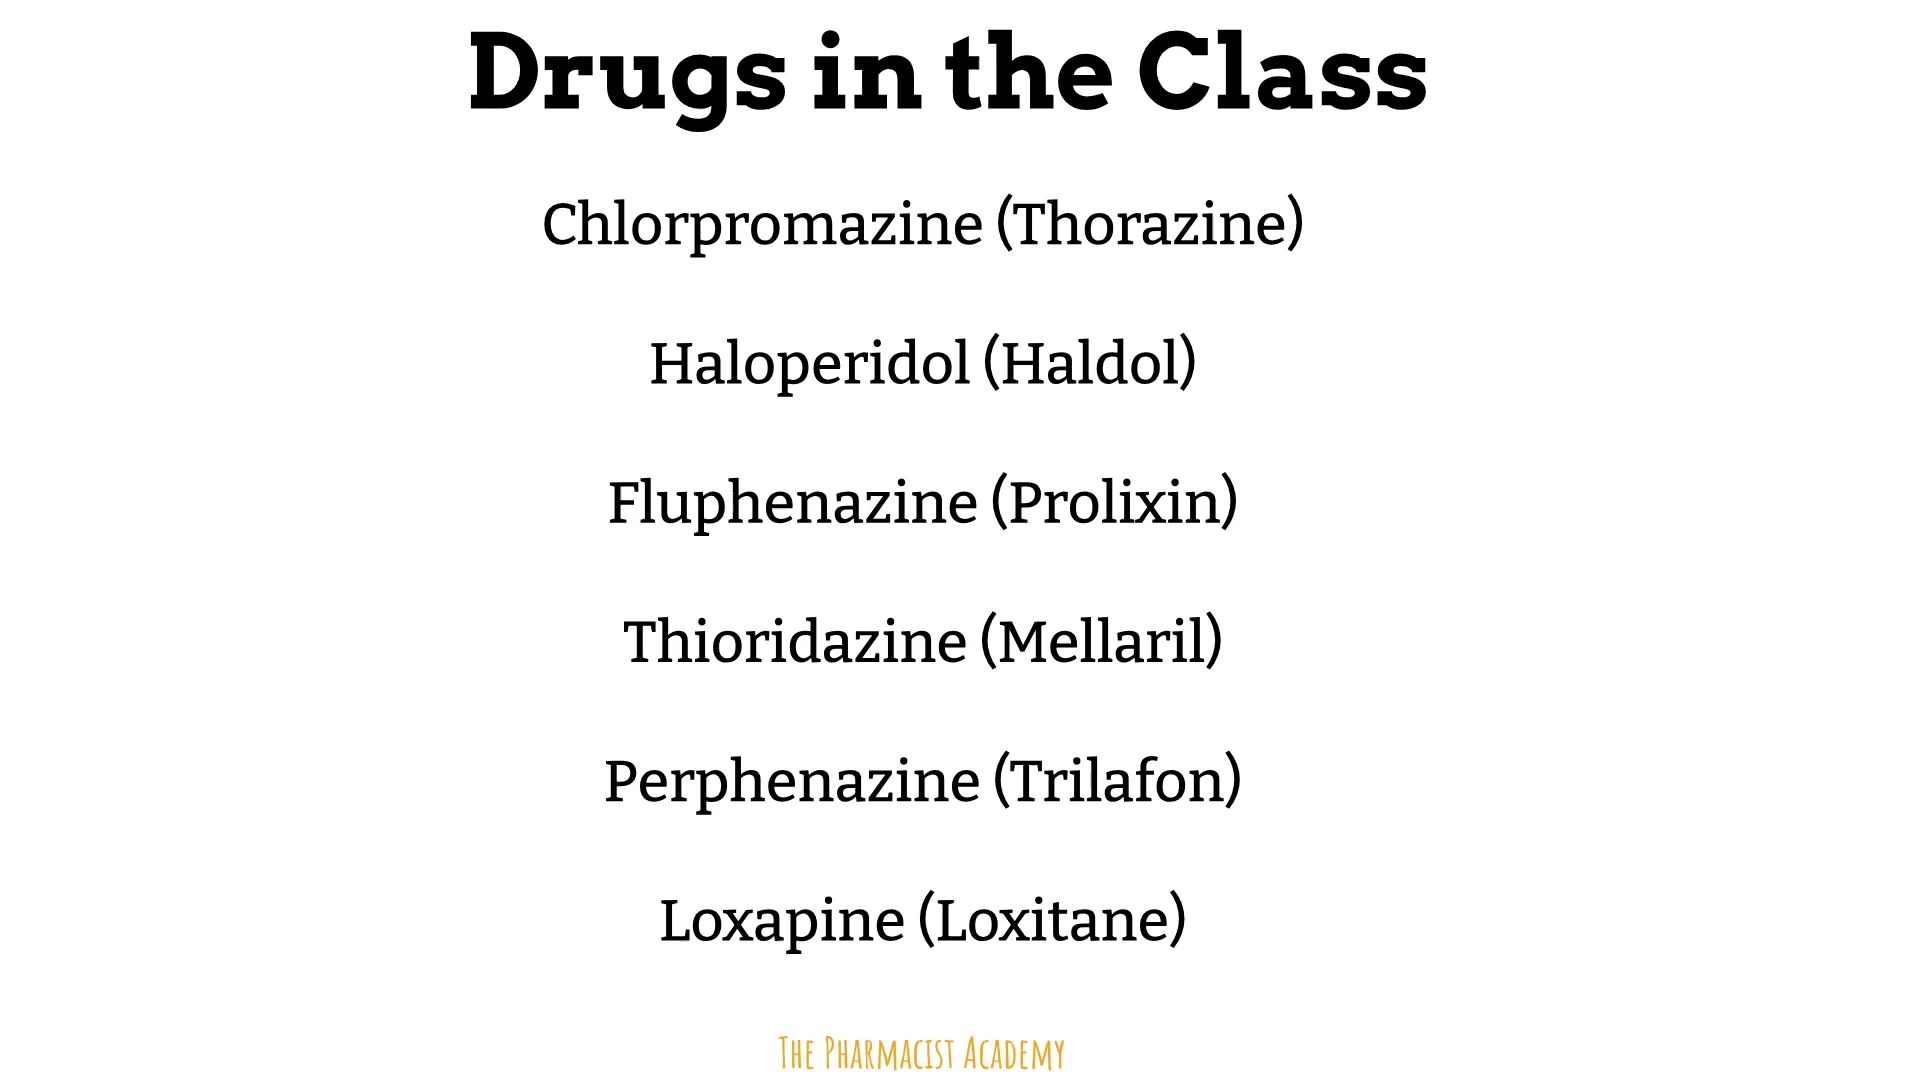 Drugs in the Class
Chlorpromazine (Thorazine)
Haloperidol (Haldol)
Fluphenazine (Prolixin)
Thioridazine (Mellaril)
Perphenazine (Trilafon)
Loxapine (Loxitane)
The Pharmacist Academy